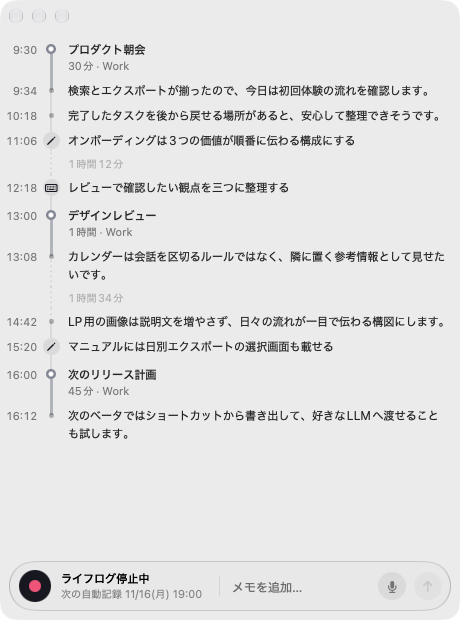 9:30 プロダクト朝会
30分 · Work
9:34 検索とエクスポートが揃ったので、今日は初回体験の流れを確認します。
10:18 完了したタスクを後から戻せる場所があると、安心して整理できそうです。
11:06 オンボーディングは3つの価値が順番に伝わる構成にする
1時間12分
12:18 レビューで確認したい観点を三つに整理する
13:00 デザインレビュー
1時間 · Work
13:08 カレンダーは会話を区切るルールではなく、隣に置く参考情報として見せた
いです。
1時間34分
14:42 LP用の画像は説明文を増やさず、日々の流れが一目で伝わる構図にします。
15:20 マニュアルには日別エクスポートの選択画面も載せる
16:00 次のリリース計画
45分 · Work
16:12 次のベータではショートカットから書き出して、好きなLLMへ渡せること
も試します。
ライフログ停止中
次の自動記録 11/16(月) 19:00
メモを追加...